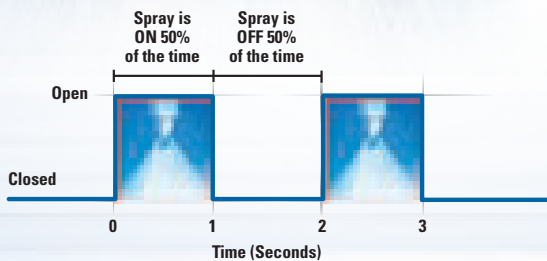 Spray is
ON 50%
of the time
Spray is
OFF 50%
of the time
Open
Closed
0 1 2 3
Time (Seconds)